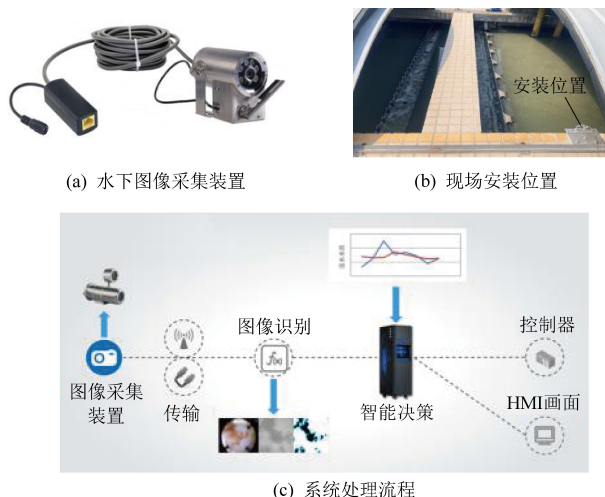 安装位置
(a) 水下图像采集装置
(b) 现场安装位置
图像识别
控制器
图像采集
装置
传输
智能决策
HMI画面
(c) 系统处理流程